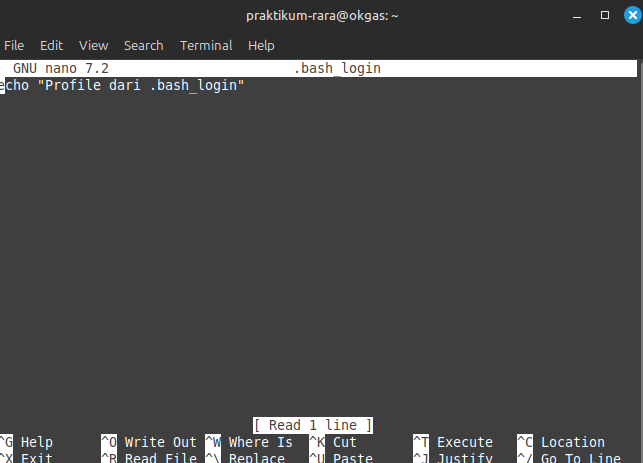 praktikum-rara@okgas: ~
File Edit View Search Terminal Help
GNU nano 7.2 .bash_login
echo "Profile dari .bash_login"
[ Read 1 line ]
^G Help ^O Write Out ^W Where Is ^K Cut ^T Execute ^C Location
^X Exit ^R Read File ^\ Replace ^U Paste ^J Justify ^/ Go To Line